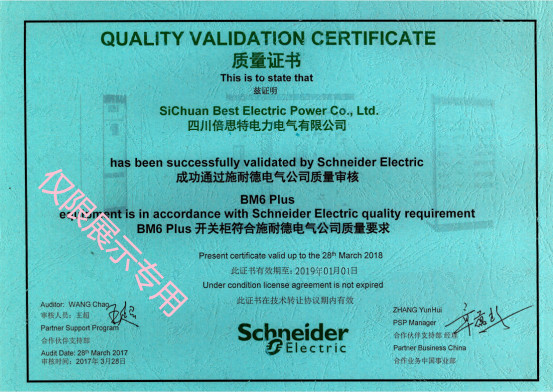 QUALITY VALIDATION CERTIFICATE
质量证书
This is to state that
兹证明
SiChuan Best Electric Power Co., Ltd.
四川倍思特电力电气有限公司
has been successfully validated by Schneider Electric
成功通过施耐德电气公司质量审核
BM6 Plus
equipment is in accordance with Schneider Electric quality requirement
BM6 Plus 开关柜符合施耐德电气公司质量要求
Present certificate valid up to the 28th March 2018
此证书有效期至: 2019年01月01日
Under condition license agreement is not expired
此证书在技术转让协议期内有效
仅限展示专用
Auditor: WANG Chao
审核人员: 王超
Partner Support Program
合作伙伴支持部
Audit Date: 28th March 2017
审核时间: 2017年3月28日
ZHANG YunHui
PSP Manager
合作伙伴支持部 经理
Partner Business China
合作业务中国事业部
Schneider
Electric